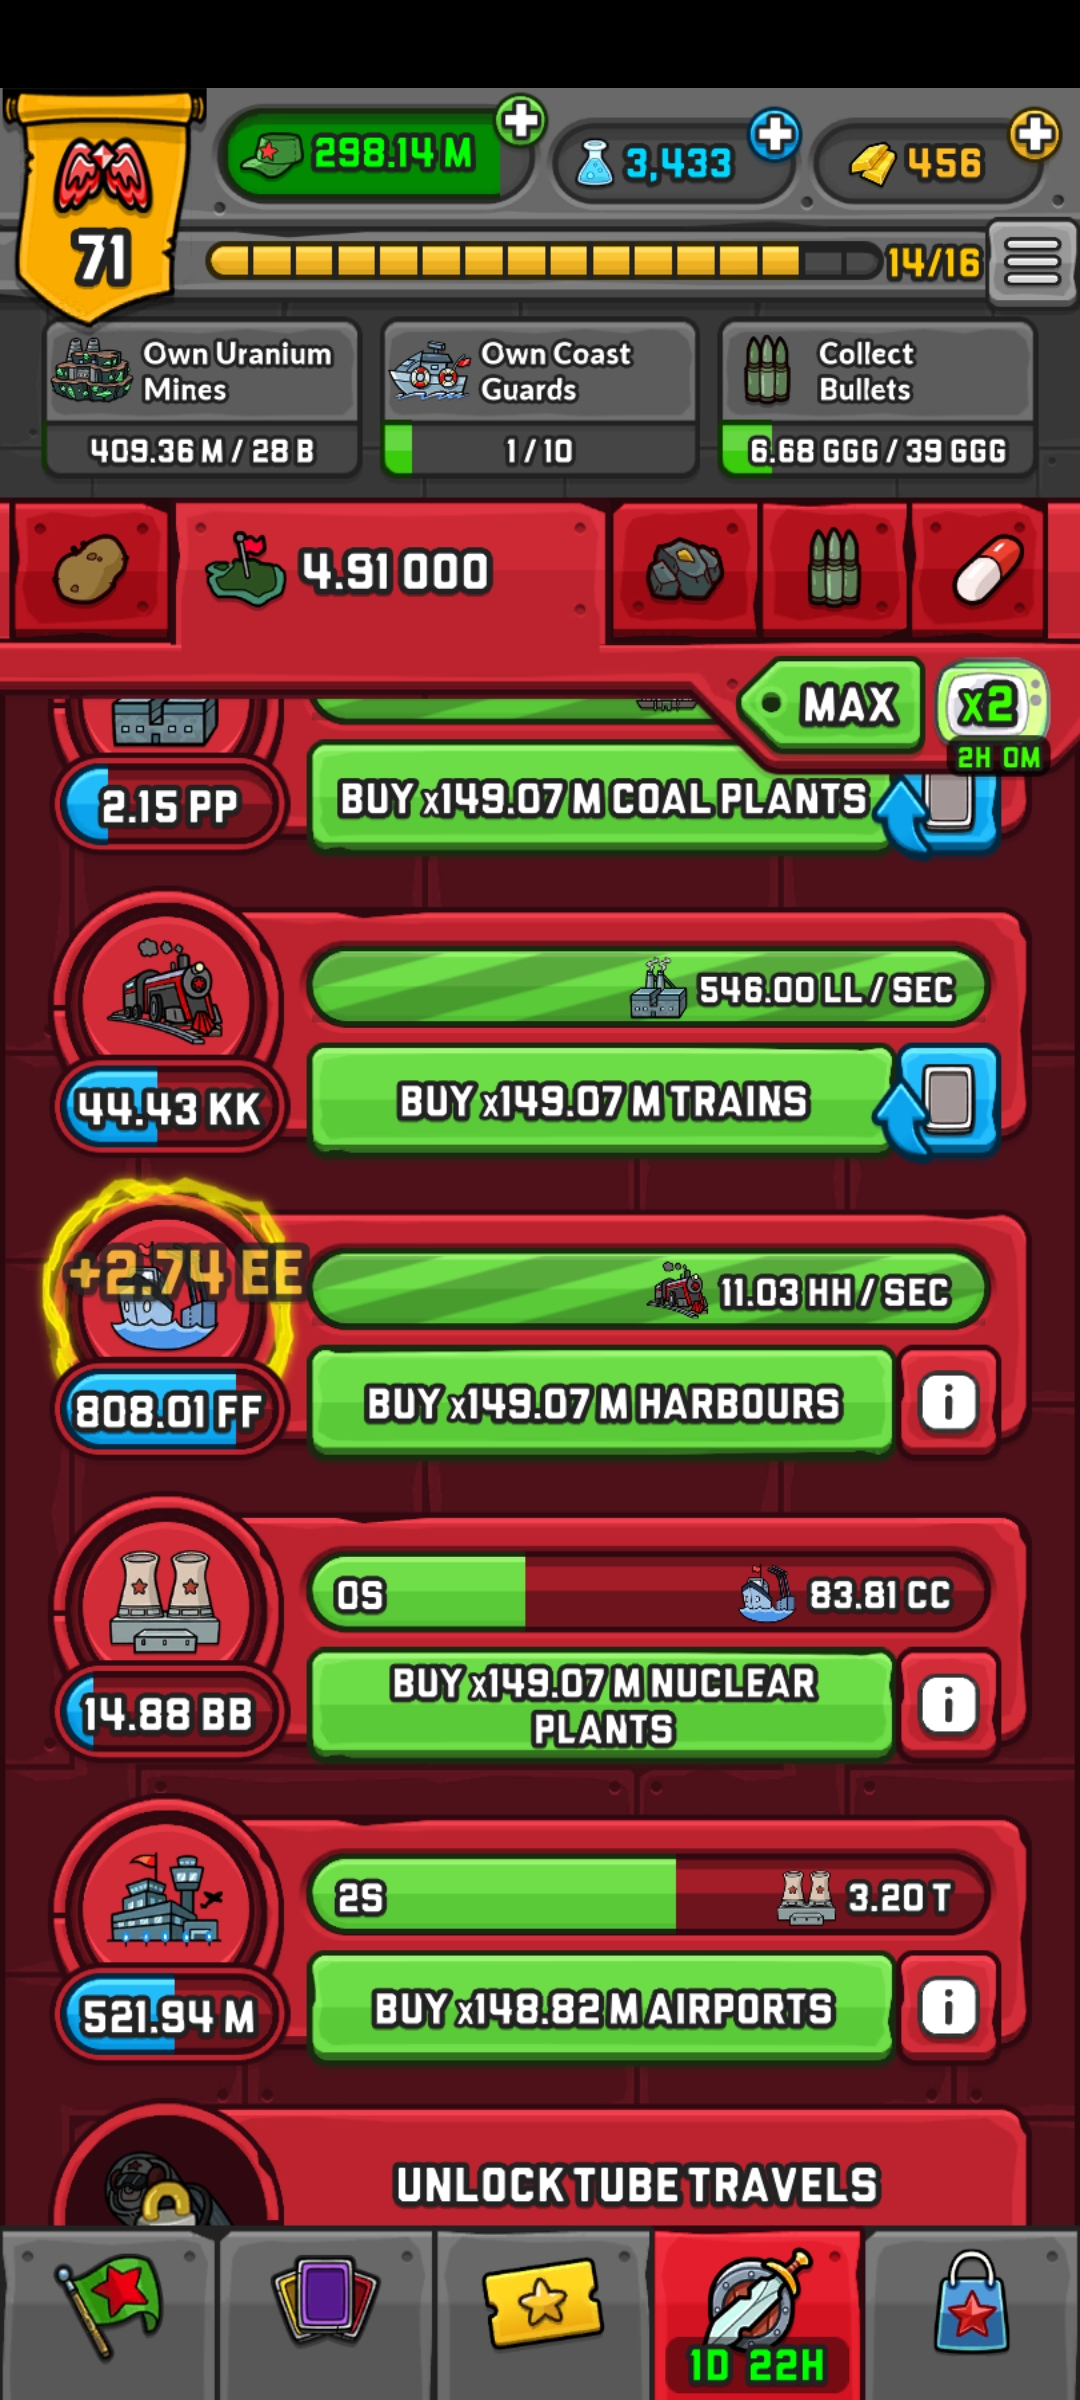 298.14 M
3,433
456
71
14/16
Own Uranium
Mines
409.36 M / 28 B
Own Coast
Guards
1 / 10
Collect
Bullets
6.68 GGG / 39 GGG
4.91 OOO
MAX
x2
2H 0M
2.15 PP
BUY x149.07 M COAL PLANTS
546.00 LL / SEC
44.43 KK
BUY x149.07 M TRAINS
+2.74 EE
11.03 HH / SEC
808.01 FF
BUY x149.07 M HARBOURS
i
0S
83.81 CC
14.88 BB
BUY x149.07 M NUCLEAR
PLANTS
i
2S
3.20 T
521.94 M
BUY x148.82 M AIRPORTS
i
UNLOCK TUBE TRAVELS
1D 22H